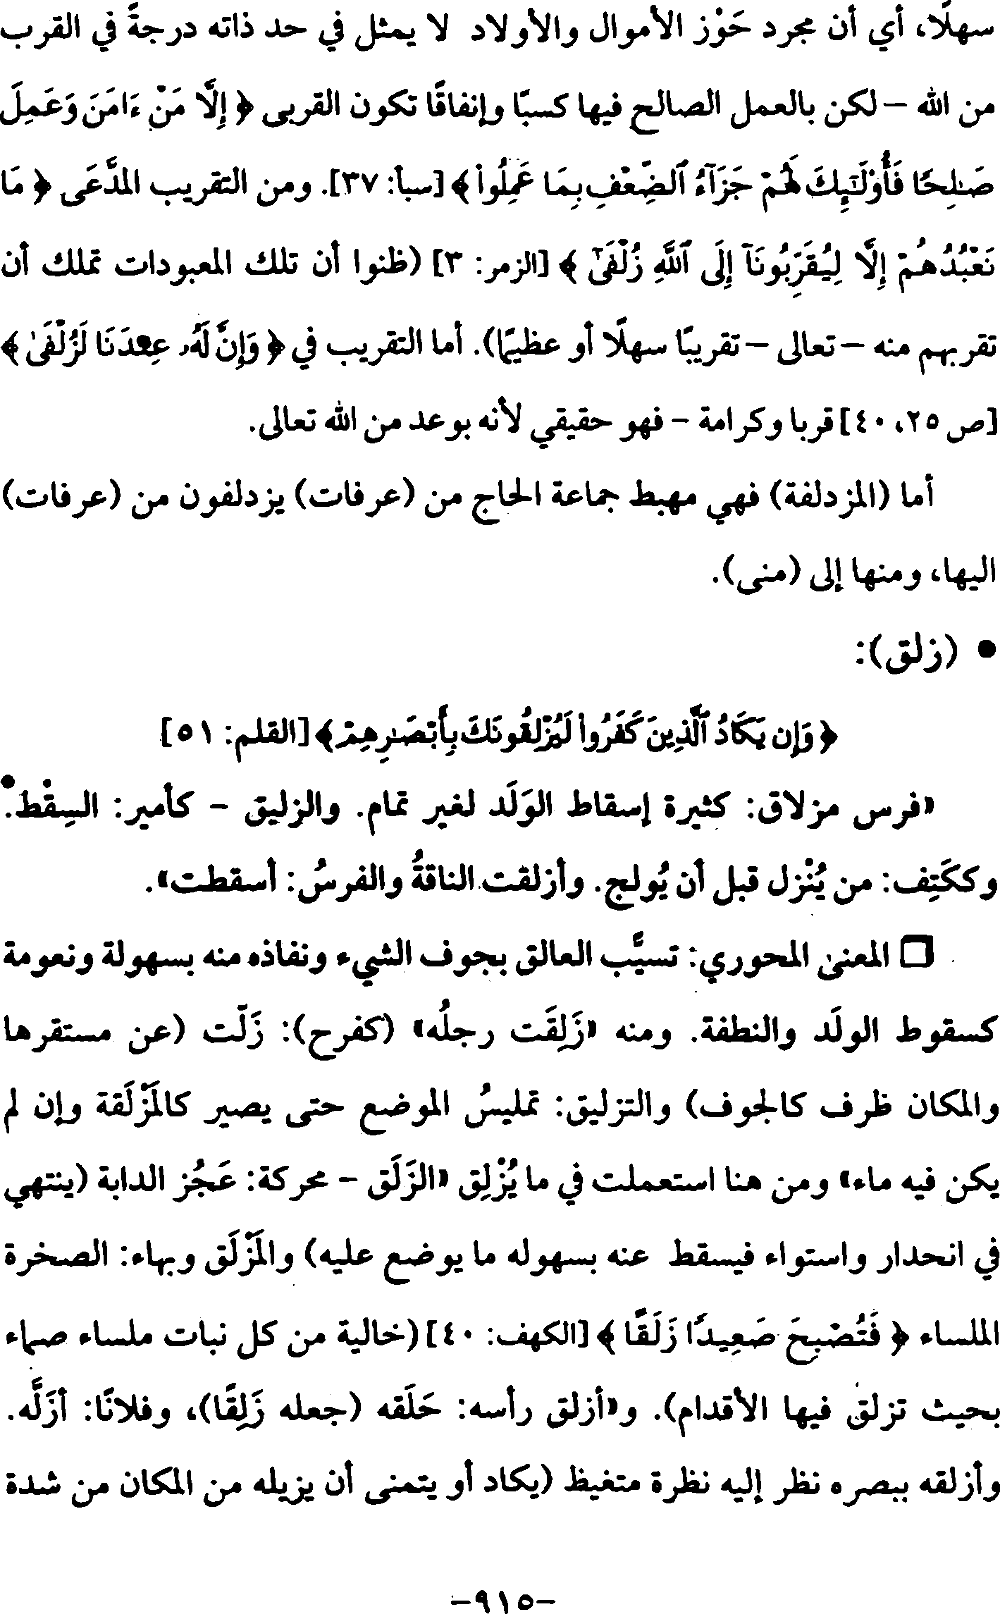 سهلًا، أي أن مجرد حَوْز الأموال والأولاد لا يمثل في حد ذاته درجةً في القرب
من الله – لكن بالعمل الصالح فيها كسبًا وإنفاقًا تكون القربى ﴿ إِلَّا مَنْ ءَامَنَ وَعَمِلَ
صَٰلِحًا فَأُو۟لَٰٓئِكَ لَهُمْ جَزَآءُ ٱلضِّعْفِ بِمَا عَمِلُوا۟ ﴾ [سبأ: ٣٧]. ومن التقريب المدَّعَى ﴿ مَا
نَعْبُدُهُمْ إِلَّا لِيُقَرِّبُونَآ إِلَى ٱللَّهِ زُلْفَىٰٓ ﴾ [الزمر: ٣] (ظنوا أن تلك المعبودات تملك أن
تقربهم منه – تعالى – تقريبًا سهلًا أو عظيمًا). أما التقريب في ﴿ وَإِنَّ لَهُۥ عِندَنَا لَزُلْفَىٰ ﴾
[ص ٢٥، ٤٠] قربا وكرامة – فهو حقيقي لأنه بوعد من الله تعالى.
أما (المزدلفة) فهي مهبط جماعة الحاج من (عرفات) يزدلفون من (عرفات)
اليها، ومنها إلى (منى).
• (زلق):
﴿ وَإِن يَكَادُ ٱلَّذِينَ كَفَرُوا۟ لَيُزْلِقُونَكَ بِأَبْصَٰرِهِمْ ﴾ [القلم: ٥١]
«فرس مزلاق: كثيرة إسقاط الوَلَد لغير تمام. والزليق – كأمير: السِقْط.
وككَتِف: من يُنْزل قبل أن يُولج. وأزلقت الناقةُ والفرسُ: أسقطت».
❑ المعنى المحوري: تسيُّب العالق بجوف الشيء ونفاذه منه بسهولة ونعومة
كسقوط الولَد والنطفة. ومنه «زَلِقَت رجلُه» (كفرح): زَلّت (عن مستقرها
والمكان ظرف كالجوف) والتزليق: تمليسُ الموضع حتى يصير كالمَزْلَقة وإن لم
يكن فيه ماء» ومن هنا استعملت في ما يُزْلِق «الزَلَق – محركة: عَجُز الدابة (ينتهي
في انحدار واستواء فيسقط عنه بسهوله ما يوضع عليه) والمَزْلَق وبهاء: الصخرة
الملساء ﴿ فَتُصْبِحَ صَعِيدًا زَلَقًا ﴾ [الكهف: ٤٠] (خالية من كل نبات ملساء صماء
بحيث تزلق فيها الأقدام). و«أزلق رأسه: حَلَقه (جعله زَلِقًا)، وفلانًا: أزَلَّه.
وأزلقه ببصره نظر إليه نظرة متغيظ (يكاد أو يتمنى أن يزيله من المكان من شدة
–٩١٥–